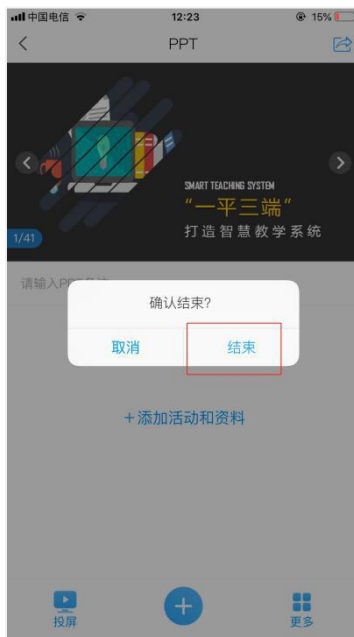 中国电信 12:23 15%
PPT
SMART TEACHING SYSTEM
“一平三端”
打造智慧教学系统
1/41
请输入PPT备注
确认结束?
取消 结束
+添加活动和资料
投屏 更多